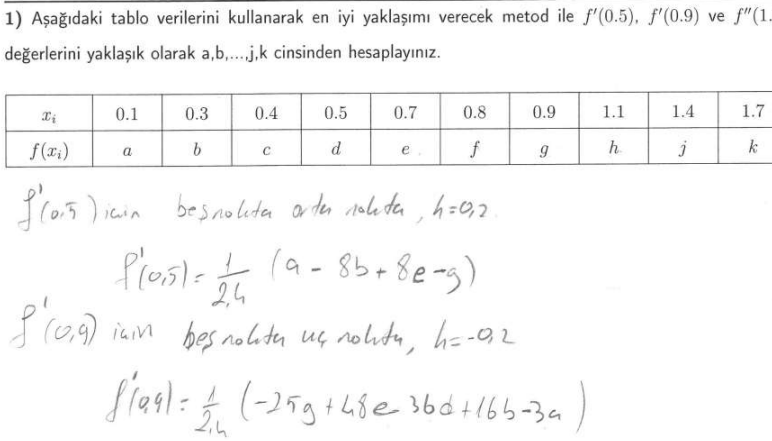 1) Aşağıdaki tablo verilerini kullanarak en iyi yaklaşımı verecek metod ile f′(0.5), f′(0.9) ve f″(1.
değerlerini yaklaşık olarak a,b,...,j,k cinsinden hesaplayınız.
x_i 0.1 0.3 0.4 0.5 0.7 0.8 0.9 1.1 1.4 1.7
f(x_i) a b c d e f g h j k
f'(0.5) için beşnokta orta nokta, h=0,2
f'(0,5) = 1/2,4 (a - 8b + 8e - g)
f'(0,9) için beş nokta uç nokta, h=-0,2
f'(0,9) = 1/2,4 (-25g + 48e 36d + 16b - 3a)